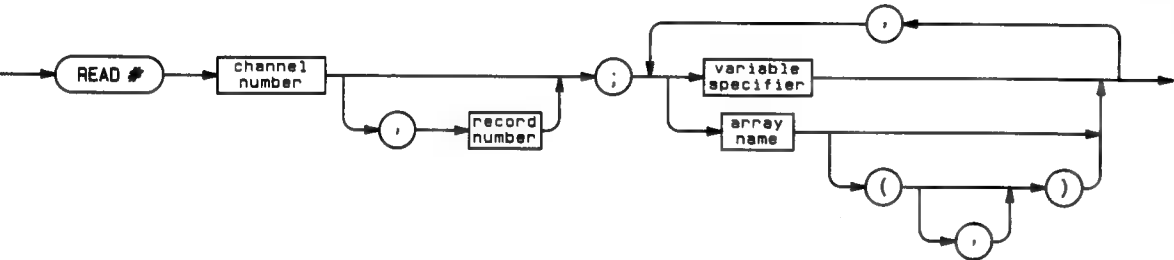 ,
READ #
channel
number
;
variable
specifier
,
record
number
array
name
(
)
,